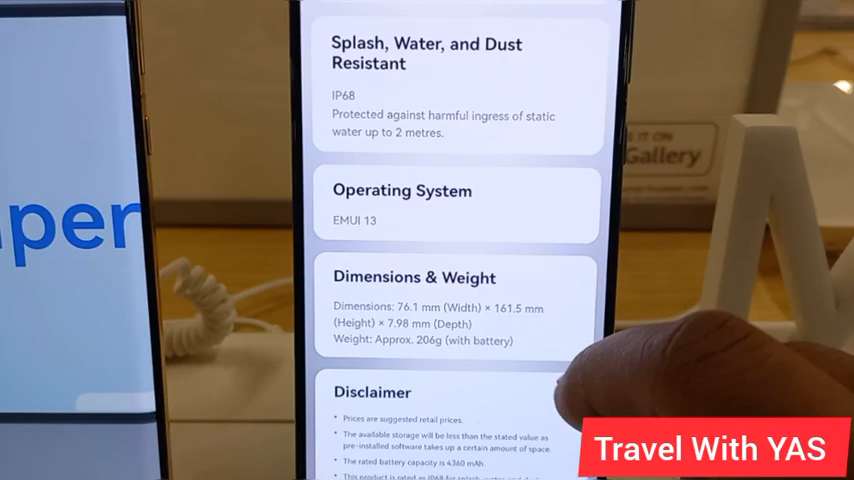 Splash, Water, and Dust
Resistant
IP68
Protected against harmful ingress of static
water up to 2 metres.
Operating System
EMUI 13
Dimensions & Weight
Dimensions: 76.1 mm (Width) × 161.5 mm
(Height) × 7.98 mm (Depth)
Weight: Approx. 206g (with battery)
Disclaimer
• Prices are suggested retail prices.
• The available storage will be less than the stated value as
pre-installed software takes up a certain amount of space.
• The rated battery capacity is 4360 mAh.
• This product is rated as IP68 for splash, water, and dust
IT ON
Gallery
Travel With YAS